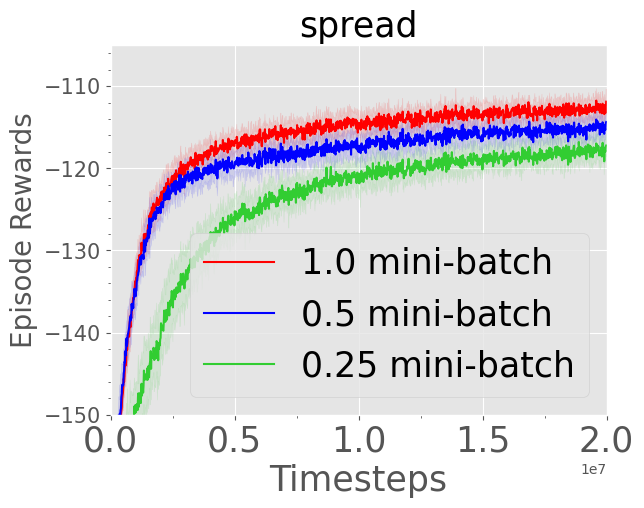 spread
Episode Rewards
−110
−120
−130
−140
−150
1.0 mini-batch
0.5 mini-batch
0.25 mini-batch
0.0 0.5 1.0 1.5 2.0
1e7
Timesteps